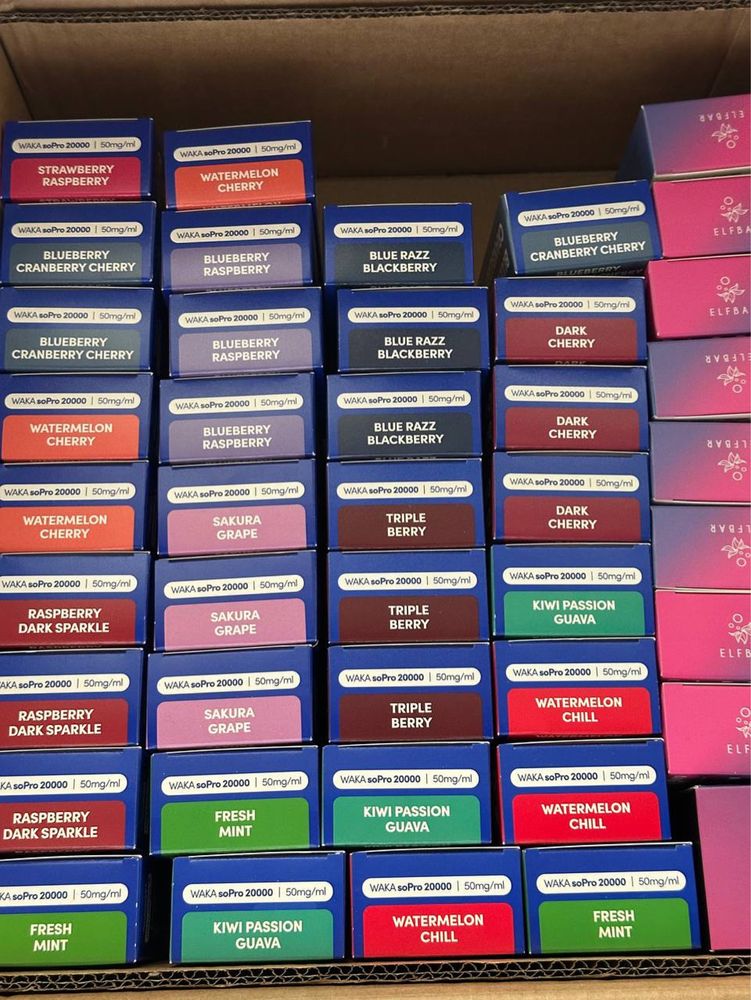 WAKA soPro 20000 | 50mg/ml
STRAWBERRY
RASPBERRY
WAKA soPro 20000 | 50mg/ml
WATERMELON
CHERRY
ELFBAR
WAKA soPro 20000 | 50mg/ml
BLUEBERRY
CRANBERRY CHERRY
WAKA soPro 20000 | 50mg/ml
BLUEBERRY
RASPBERRY
WAKA soPro 20000 | 50mg/ml
BLUE RAZZ
BLACKBERRY
WAKA soPro 20000 | 50mg/ml
BLUEBERRY
CRANBERRY CHERRY
ELFBA
WAKA soPro 20000 | 50mg/ml
BLUEBERRY
CRANBERRY CHERRY
WAKA soPro 20000 | 50mg/ml
BLUEBERRY
RASPBERRY
WAKA soPro 20000 | 50mg/ml
BLUE RAZZ
BLACKBERRY
WAKA soPro 20000 | 50mg/ml
DARK
CHERRY
ELFBA
WAKA soPro 20000 | 50mg/ml
WATERMELON
CHERRY
WAKA soPro 20000 | 50mg/ml
BLUEBERRY
RASPBERRY
WAKA soPro 20000 | 50mg/ml
BLUE RAZZ
BLACKBERRY
WAKA soPro 20000 | 50mg/ml
DARK
CHERRY
FBAR
WAKA soPro 20000 | 50mg/ml
WATERMELON
CHERRY
WAKA soPro 20000 | 50mg/ml
SAKURA
GRAPE
WAKA soPro 20000 | 50mg/ml
TRIPLE
BERRY
WAKA soPro 20000 | 50mg/ml
DARK
CHERRY
FBAR
WAKA soPro 20000 | 50mg/ml
RASPBERRY
DARK SPARKLE
WAKA soPro 20000 | 50mg/ml
SAKURA
GRAPE
WAKA soPro 20000 | 50mg/ml
TRIPLE
BERRY
WAKA soPro 20000 | 50mg/ml
KIWI PASSION
GUAVA
BAR
WAKA soPro 20000 | 50mg/ml
RASPBERRY
DARK SPARKLE
WAKA soPro 20000 | 50mg/ml
SAKURA
GRAPE
WAKA soPro 20000 | 50mg/ml
TRIPLE
BERRY
WAKA soPro 20000 | 50mg/ml
WATERMELON
CHILL
ELF
WAKA soPro 20000 | 50mg/ml
RASPBERRY
DARK SPARKLE
WAKA soPro 20000 | 50mg/ml
FRESH
MINT
WAKA soPro 20000 | 50mg/ml
KIWI PASSION
GUAVA
WAKA soPro 20000 | 50mg/ml
WATERMELON
CHILL
ELF
WAKA soPro 20000 | 50mg/ml
FRESH
MINT
WAKA soPro 20000 | 50mg/ml
KIWI PASSION
GUAVA
WAKA soPro 20000 | 50mg/ml
WATERMELON
CHILL
WAKA soPro 20000 | 50mg/ml
FRESH
MINT